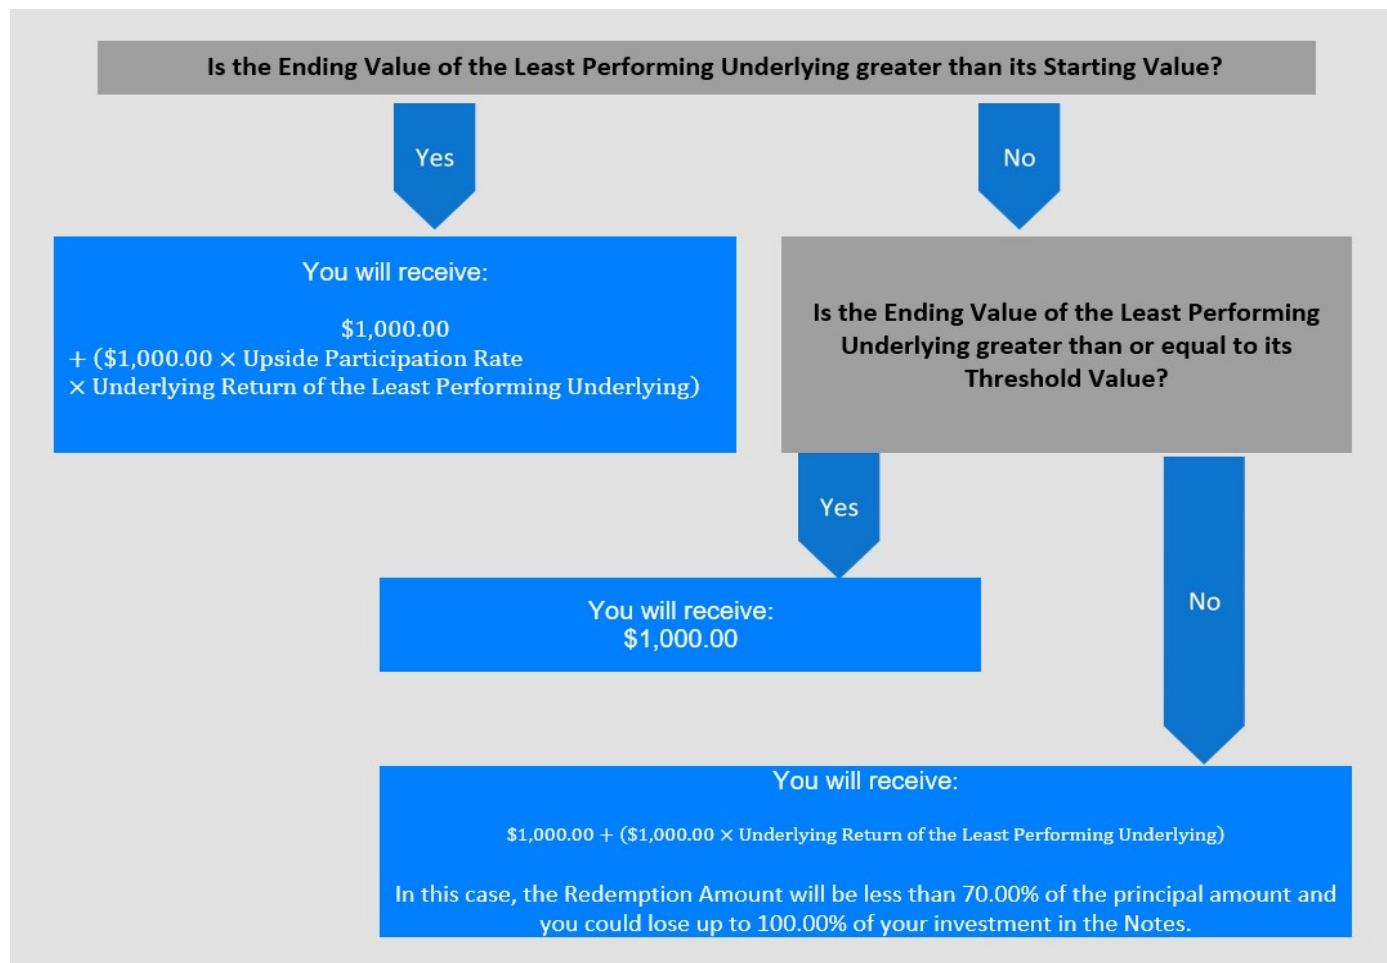 Is the Ending Value of the Least Performing Underlying greater than its Starting Value?
Yes
No
You will receive:
$1,000.00
+ ($1,000.00 × Upside Participation Rate
× Underlying Return of the Least Performing Underlying)
Is the Ending Value of the Least Performing
Underlying greater than or equal to its
Threshold Value?
Yes
No
You will receive:
$1,000.00
You will receive:
$1,000.00 + ($1,000.00 × Underlying Return of the Least Performing Underlying)
In this case, the Redemption Amount will be less than 70.00% of the principal amount and
you could lose up to 100.00% of your investment in the Notes.